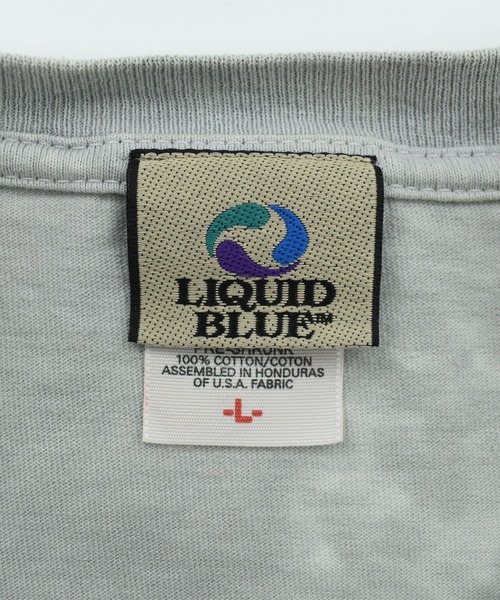 LIQUID
BLUE™
PRE-SHRUNK
100% COTTON/COTON
ASSEMBLED IN HONDURAS
OF U.S.A. FABRIC
-L-